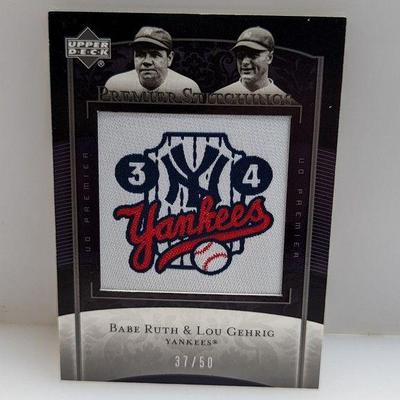 UPPER
DECK
®
PREMIER STITCHINGS
UD PREMIER
UD PREMIER
3 NY 4
Yankees
BABE RUTH & LOU GEHRIG
YANKEES®
37/50